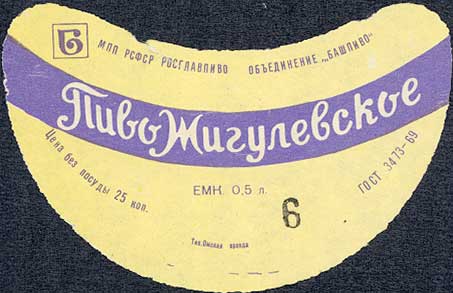 Б
МПП РСФСР РОСГЛАВПИВО ОБЪЕДИНЕНИЕ „БАШПИВО"
Пиво Жигулевское
Цена без посуды 25 коп.
ЕМК. 0,5 л.
ГОСТ 3473-69
6
Тип. Омская правда